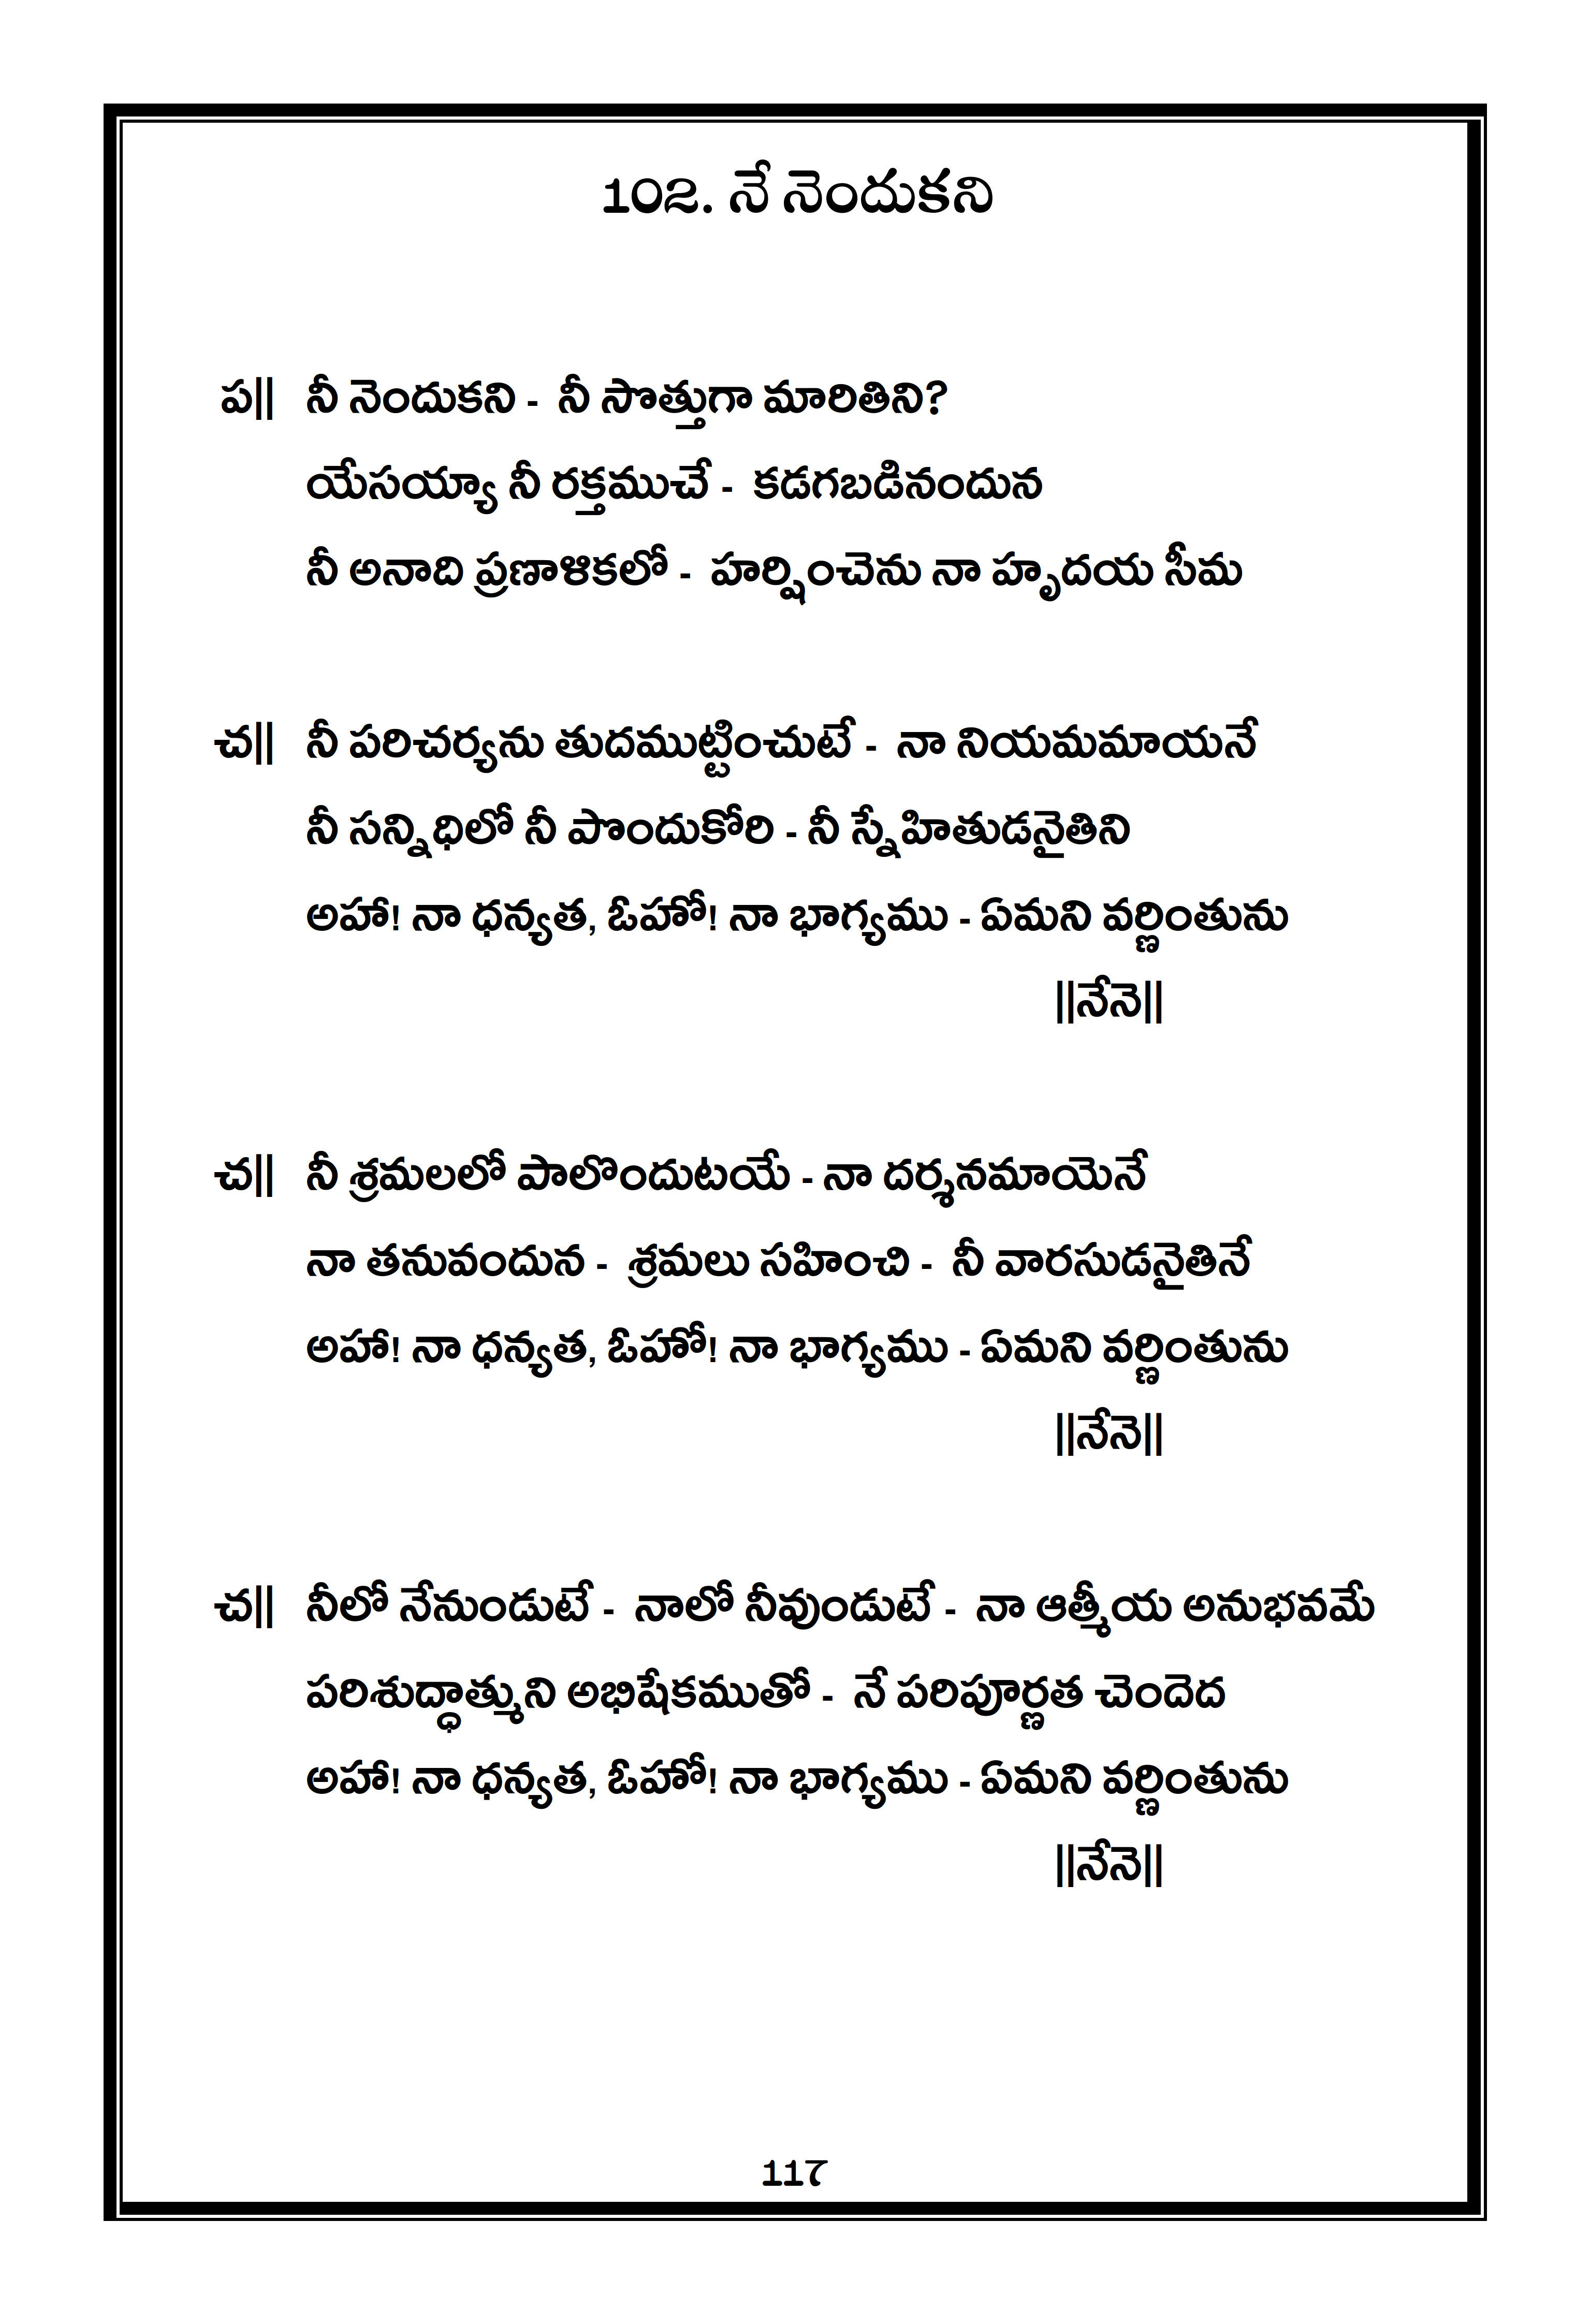 102. నే నెందుకని
ప|| నీ నెందుకని - నీ సొత్తుగా మారితిని?
యేసయ్యా నీ రక్తముచే - కడగబడినందున
నీ అనాది ప్రణాళికలో - హర్షించెను నా హృదయ సీమ
చ|| నీ పరిచర్యను తుదముట్టించుటే - నా నియమమాయనే
నీ సన్నిధిలో నీ పొందుకోరి - నీ స్నేహితుడనైతిని
అహా! నా ధన్యత, ఓహో! నా భాగ్యము - ఏమని వర్ణింతును
||నేనె||
చ|| నీ శ్రమలలో పాలొందుటయే - నా దర్శనమాయెనే
నా తనువందున - శ్రమలు సహించి - నీ వారసుడనైతినే
అహా! నా ధన్యత, ఓహో! నా భాగ్యము - ఏమని వర్ణింతును
||నేనె||
చ|| నీలో నేనుండుటే - నాలో నీవుండుటే - నా ఆత్మీయ అనుభవమే
పరిశుద్ధాత్ముని అభిషేకముతో - నే పరిపూర్ణత చెందెద
అహా! నా ధన్యత, ఓహో! నా భాగ్యము - ఏమని వర్ణింతును
||నేనె||
117